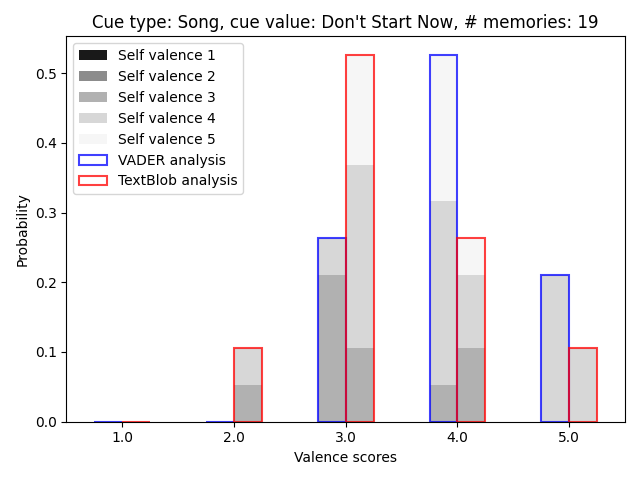 Cue type: Song, cue value: Don't Start Now, # memories: 19
Self valence 1
Self valence 2
Self valence 3
Self valence 4
Self valence 5
VADER analysis
TextBlob analysis
Probability
0.5
0.4
0.3
0.2
0.1
0.0
1.0 2.0 3.0 4.0 5.0
Valence scores